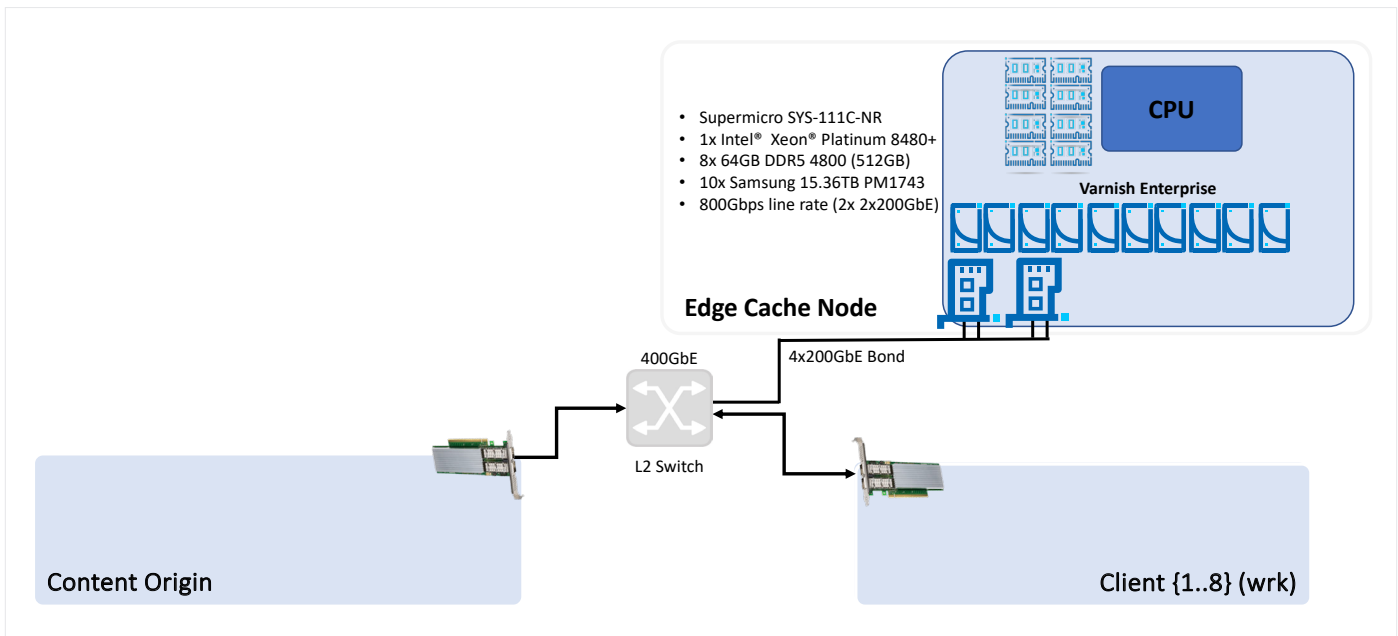 • Supermicro SYS-111C-NR
• 1x Intel® Xeon® Platinum 8480+
• 8x 64GB DDR5 4800 (512GB)
• 10x Samsung 15.36TB PM1743
• 800Gbps line rate (2x 2x200GbE)
CPU
Varnish Enterprise
Edge Cache Node
400GbE
4x200GbE Bond
L2 Switch
Content Origin
Client {1..8} (wrk)